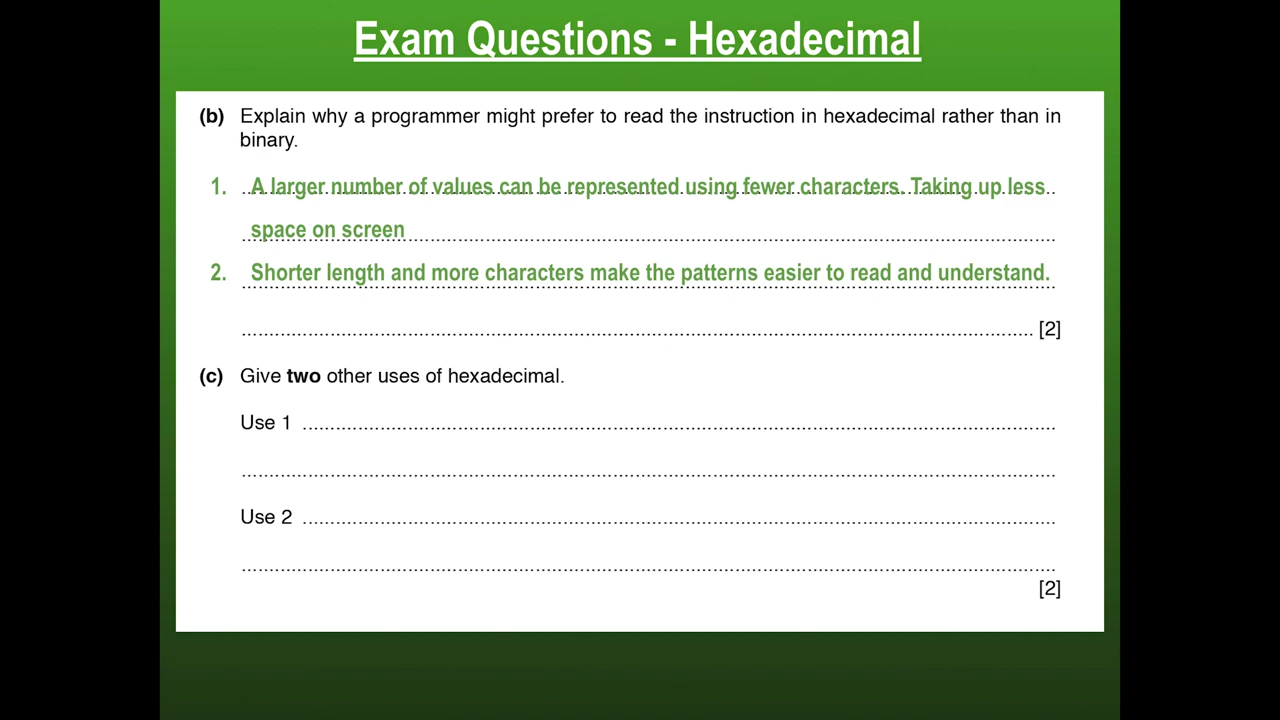 Exam Questions - Hexadecimal
(b) Explain why a programmer might prefer to read the instruction in hexadecimal rather than in
binary.
1. A larger number of values can be represented using fewer characters. Taking up less
space on screen
2. Shorter length and more characters make the patterns easier to read and understand.
[2]
(c) Give two other uses of hexadecimal.
Use 1
Use 2
[2]